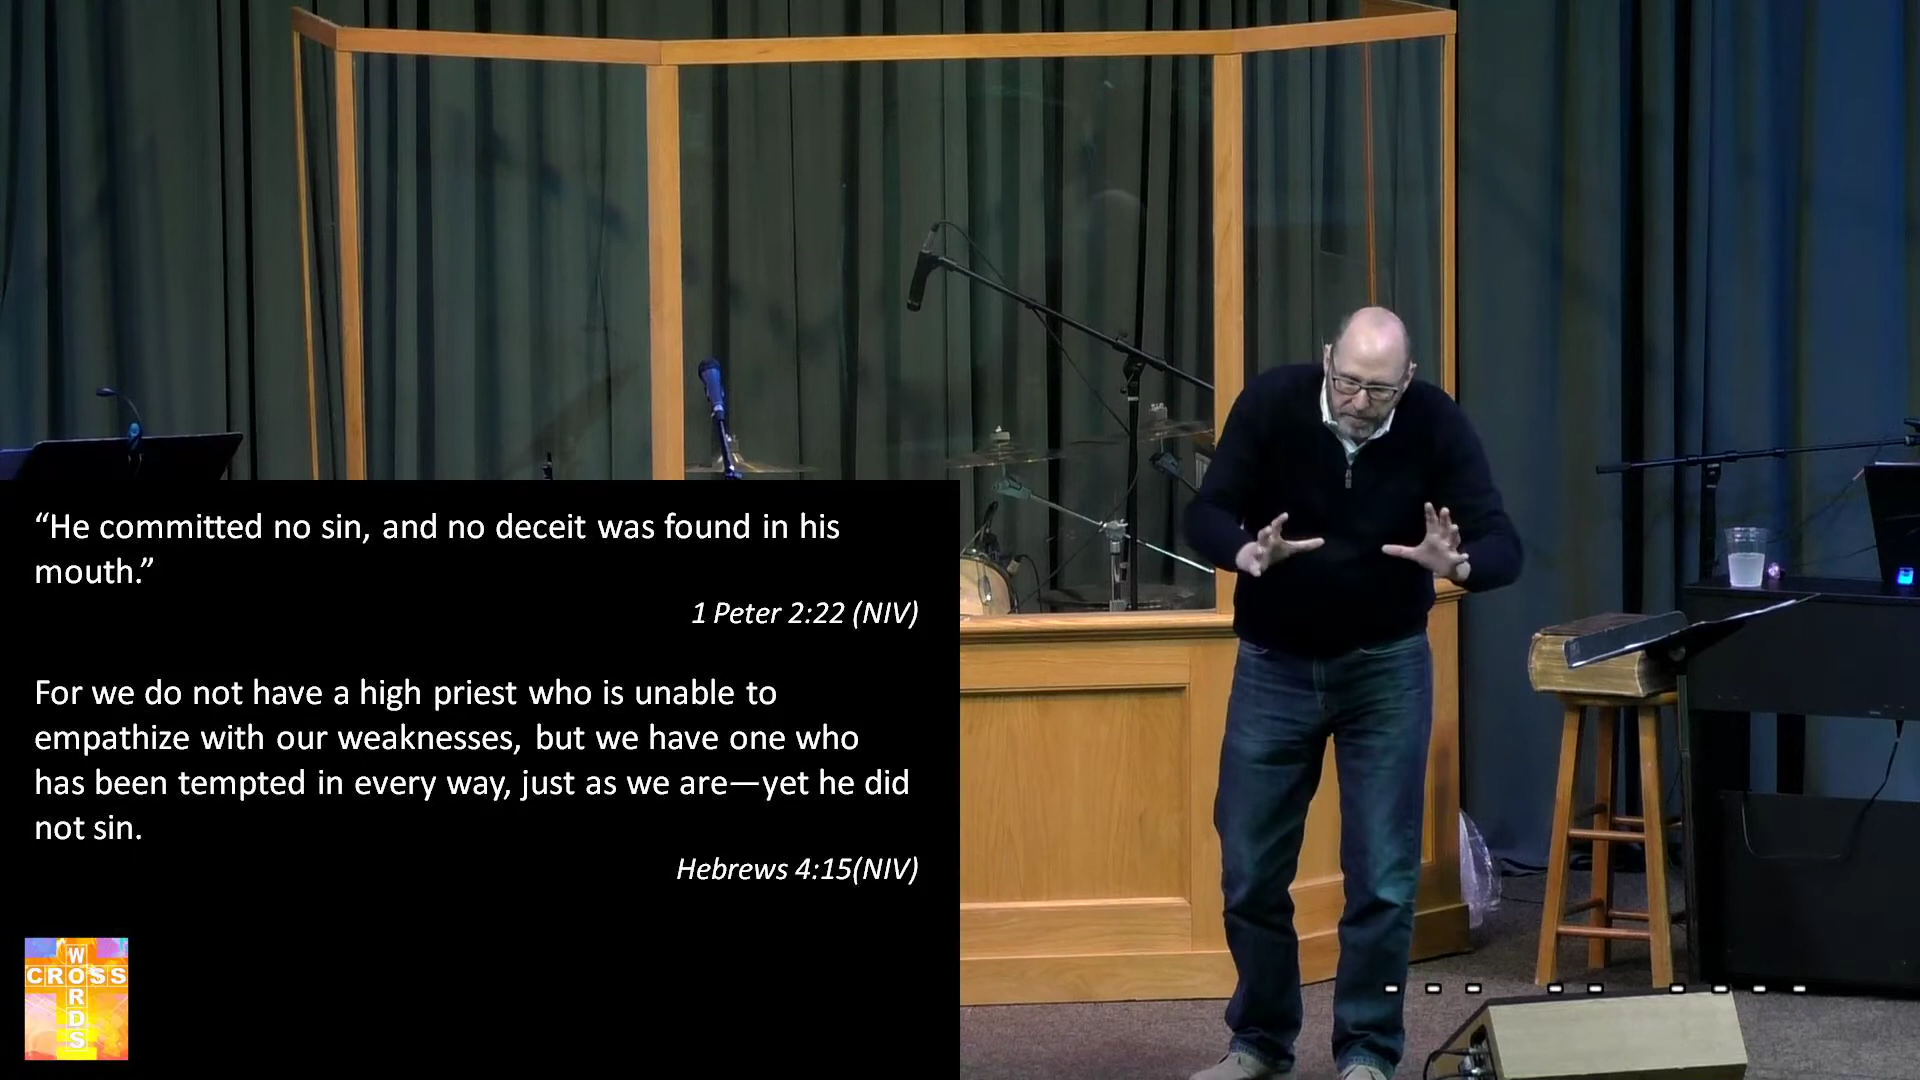 “He committed no sin, and no deceit was found in his
mouth.”
1 Peter 2:22 (NIV)
For we do not have a high priest who is unable to
empathize with our weaknesses, but we have one who
has been tempted in every way, just as we are—yet he did
not sin.
Hebrews 4:15(NIV)
CROSS
WORDS